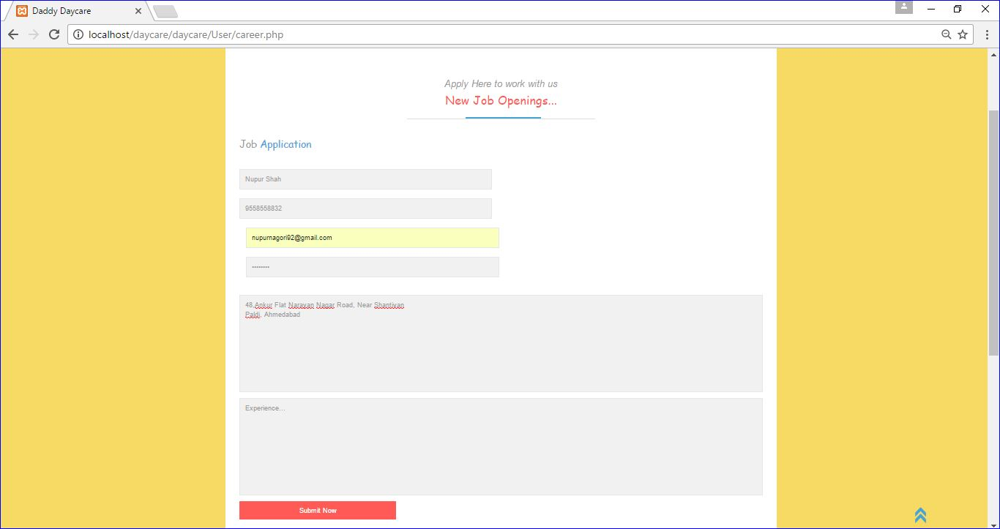 Daddy Daycare
localhost/daycare/daycare/User/career.php
Apply Here to work with us
New Job Openings...
Job Application
Nupur Shah
9558558832
nupurnagori92@gmail.com
••••••••
48,Ankur Flat Narayan Nagar Road, Near Shantivan
Paldi, Ahmedabad
Experience...
Submit Now